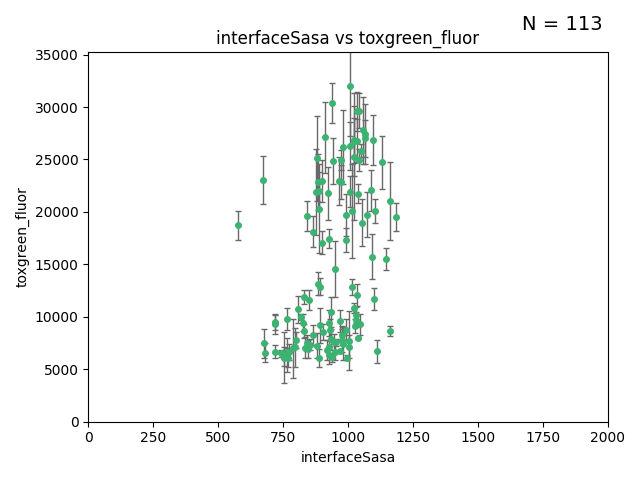 N = 113
interfaceSasa vs toxgreen_fluor
35000
30000
25000
20000
15000
10000
5000
0
toxgreen_fluor
0 250 500 750 1000 1250 1500 1750 2000
interfaceSasa